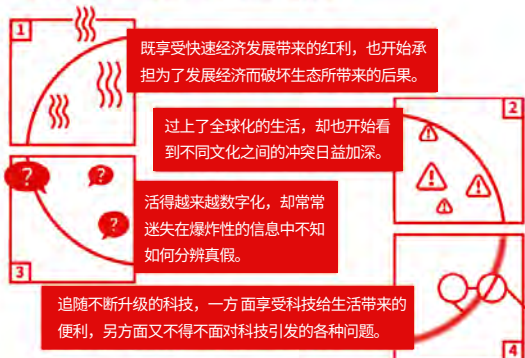 1
既享受快速经济发展带来的红利，也开始承
担为了发展经济而破坏生态所带来的后果。
2
过上了全球化的生活，却也开始看
到不同文化之间的冲突日益加深。
?
?
?
活得越来越数字化，却常常
迷失在爆炸性的信息中不知
如何分辨真假。
3
追随不断升级的科技，一方面享受科技给生活带来的
便利，另方面又不得不面对科技引发的各种问题。
4